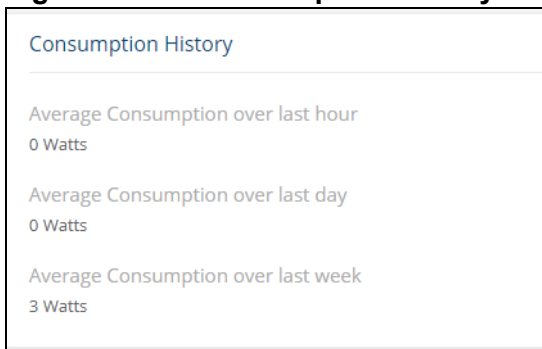 Consumption History
Average Consumption over last hour
0 Watts
Average Consumption over last day
0 Watts
Average Consumption over last week
3 Watts